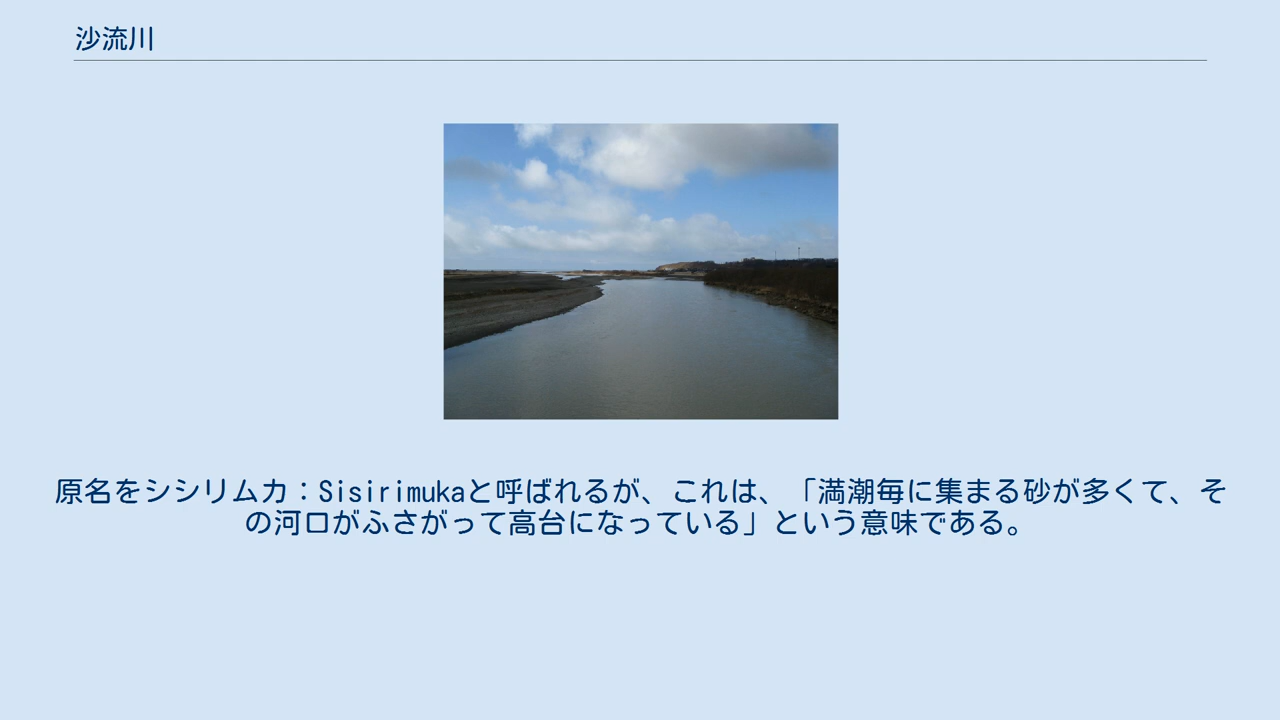 沙流川
原名をシシリムカ：Sisirimukaと呼ばれるが、これは、「満潮毎に集まる砂が多くて、そ
の河口がふさがって高台になっている」という意味である。